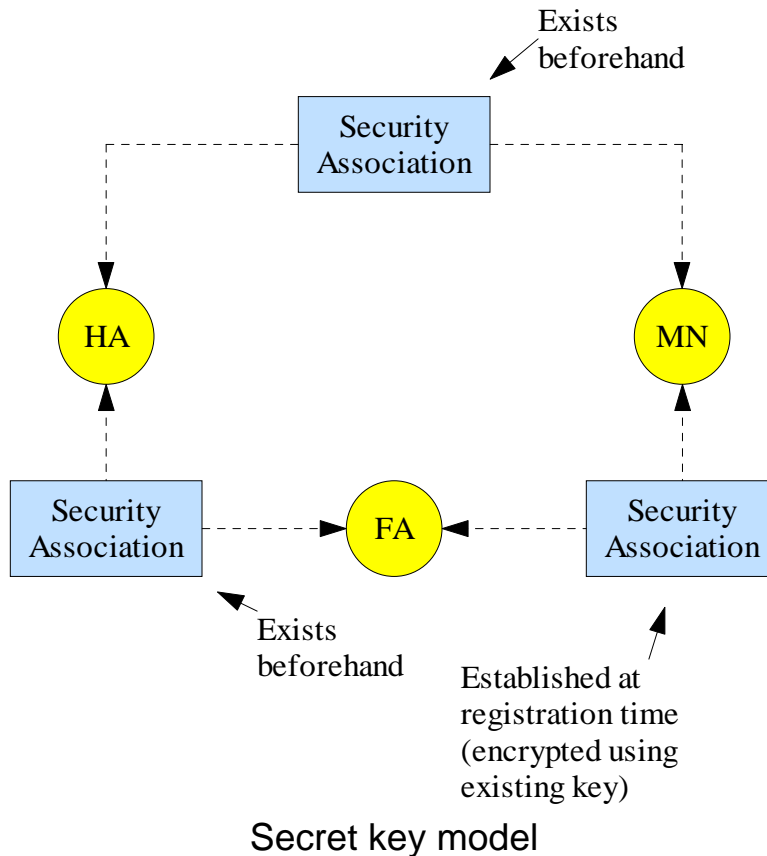 Exists
beforehand
Security
Association
HA
MN
Security
Association
FA
Security
Association
Exists
beforehand
Established at
registration time
(encrypted using
existing key)
Secret key model